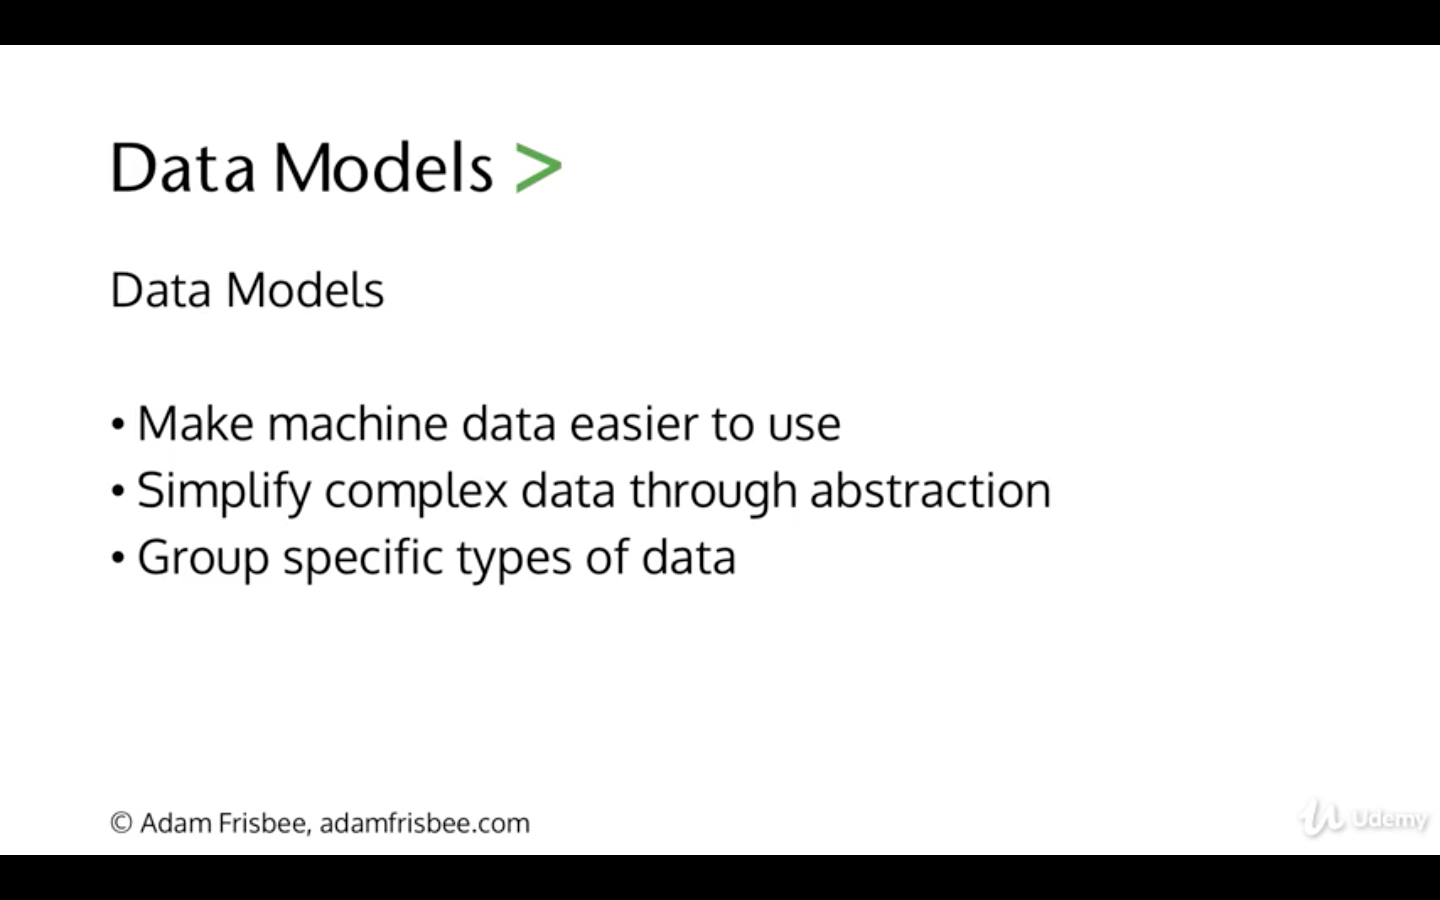 Data Models >
Data Models
• Make machine data easier to use
• Simplify complex data through abstraction
• Group specific types of data
© Adam Frisbee, adamfrisbee.com
Udemy